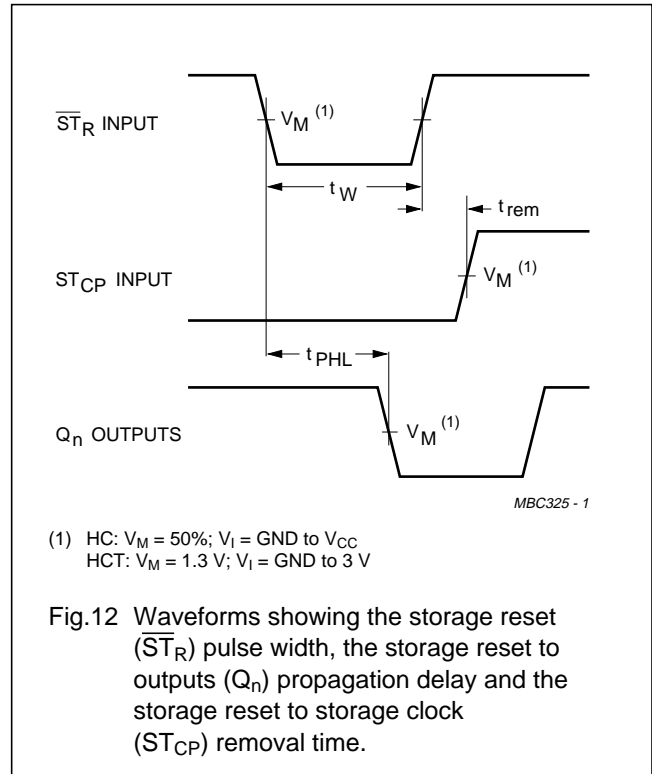 S̅T̅R INPUT
VM (1)
tW
trem
STCP INPUT
VM (1)
tPHL
Qn OUTPUTS
VM (1)
MBC325 - 1
(1) HC: VM = 50%; VI = GND to VCC
HCT: VM = 1.3 V; VI = GND to 3 V
Fig.12 Waveforms showing the storage reset
(S̅T̅R) pulse width, the storage reset to
outputs (Qn) propagation delay and the
storage reset to storage clock
(STCP) removal time.